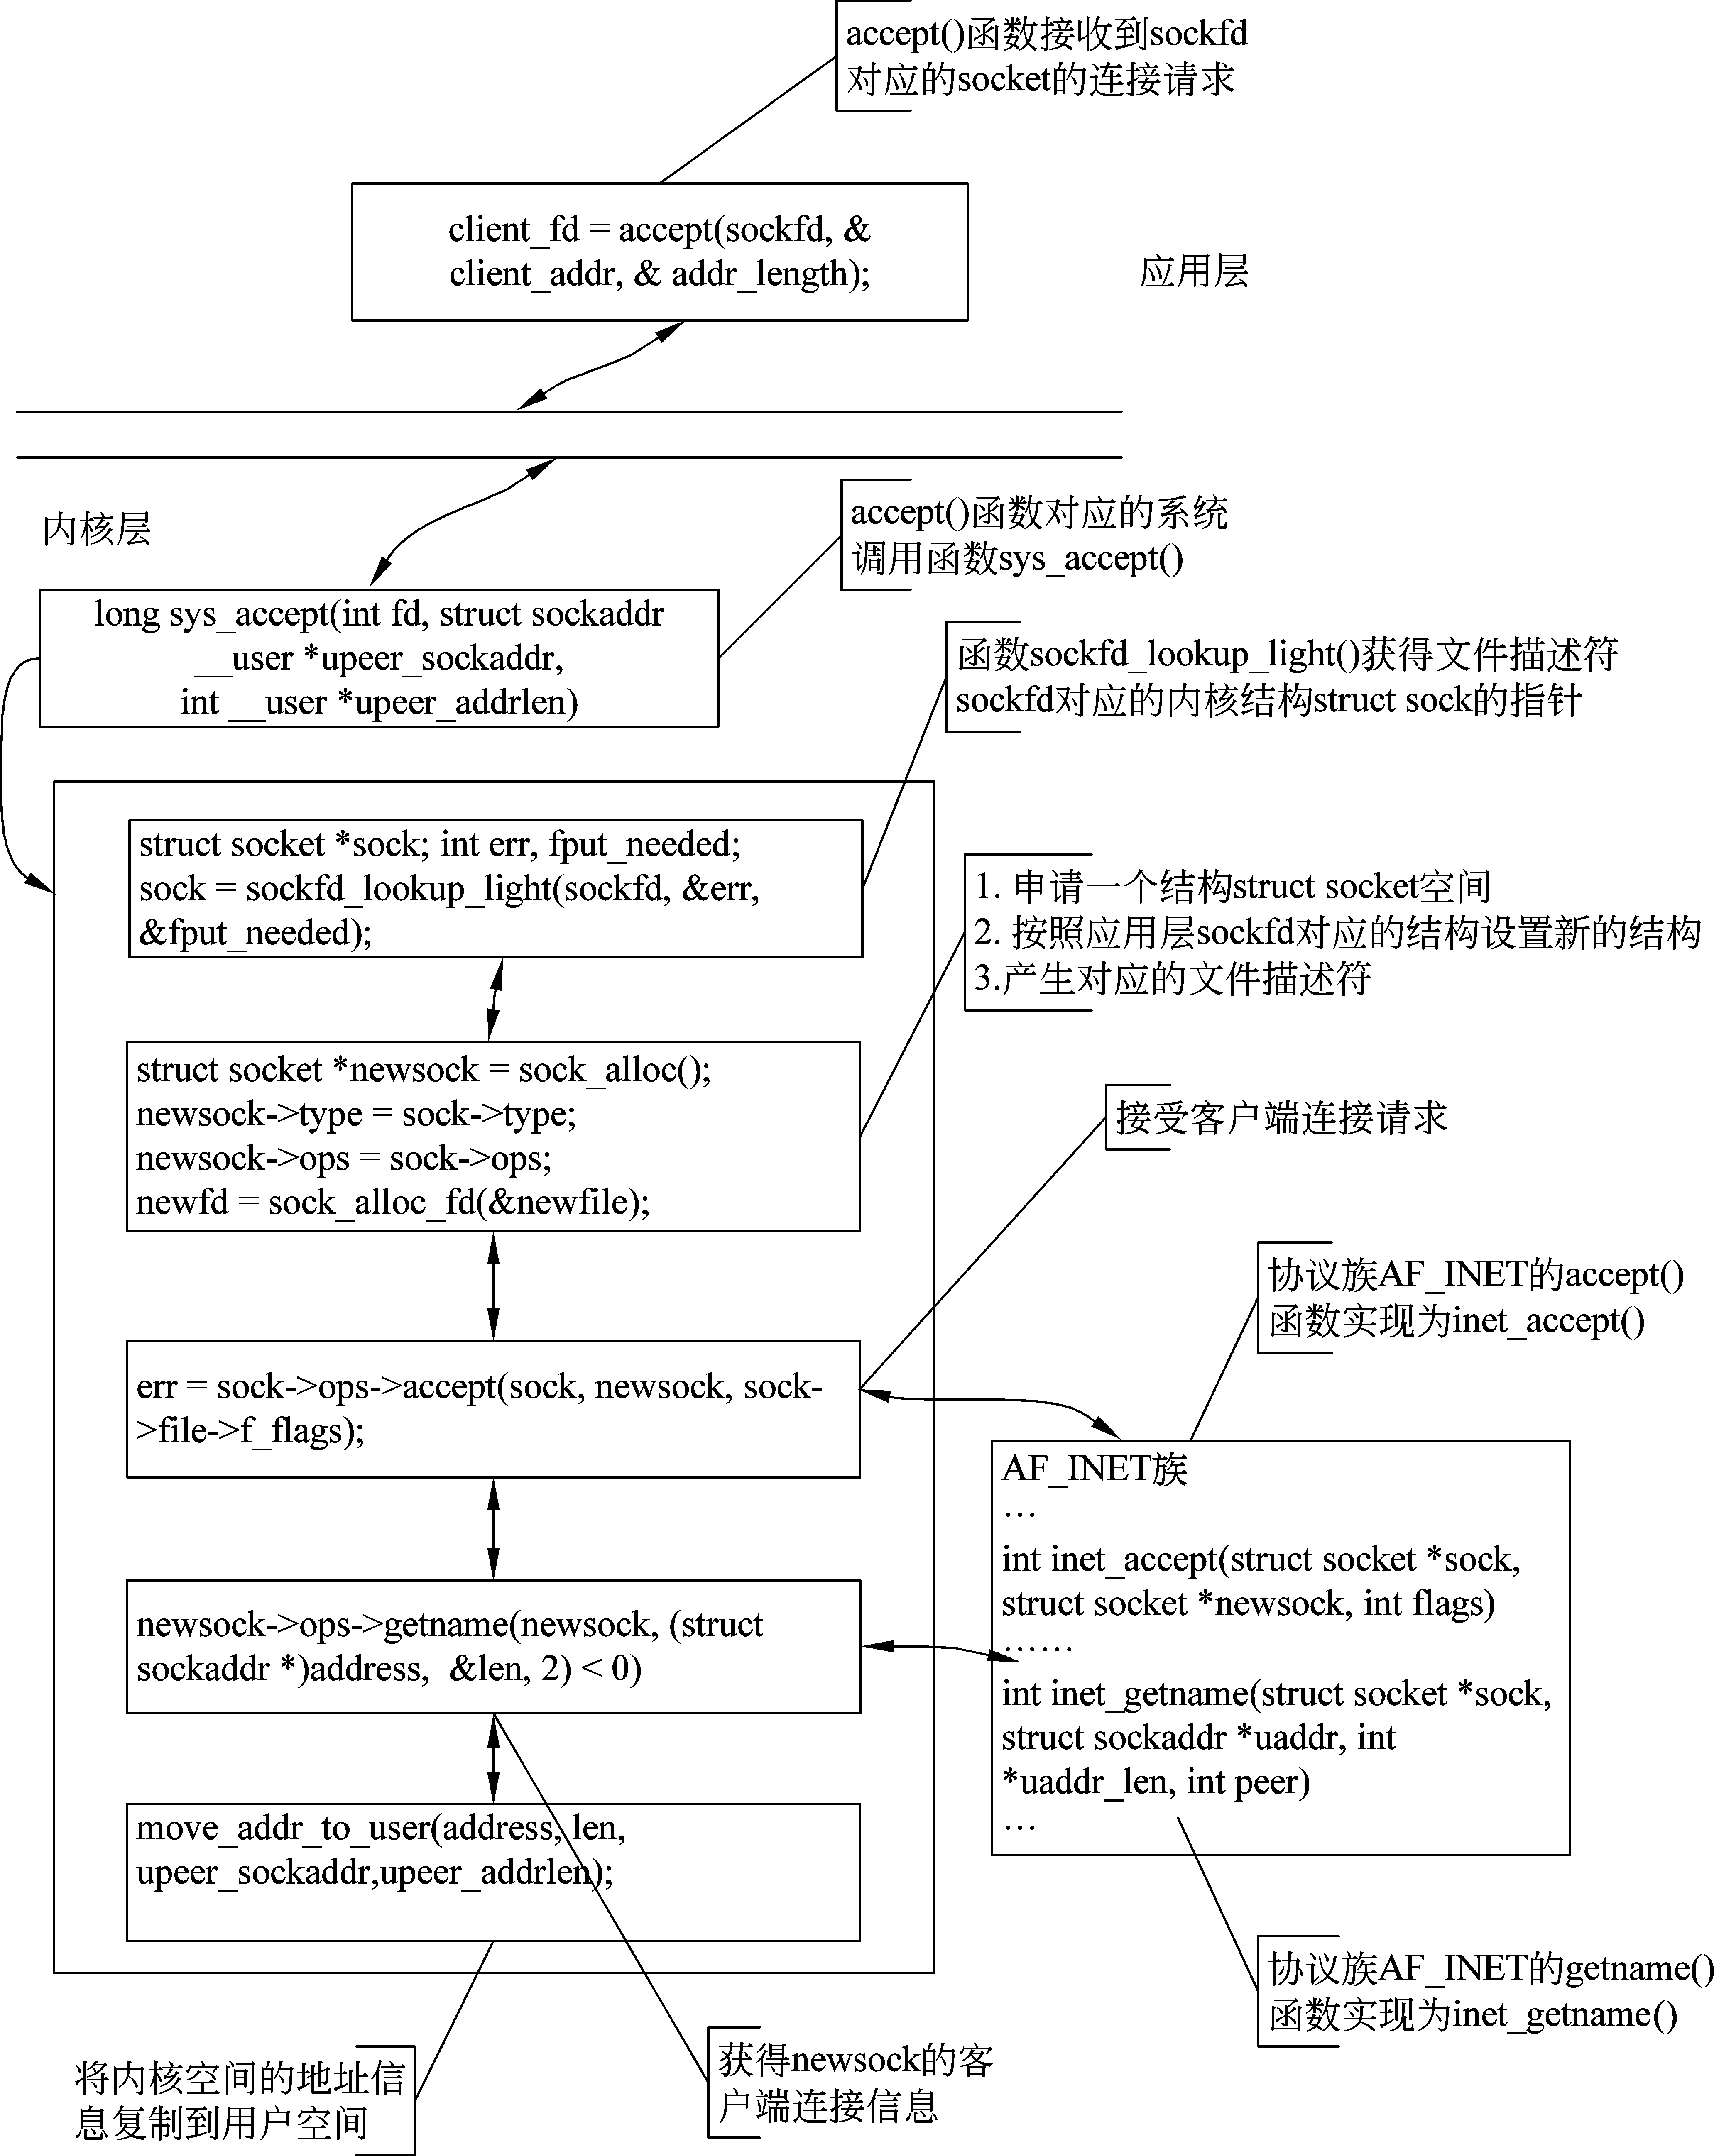 accept()函数接收到sockfd
对应的socket的连接请求
client_fd = accept(sockfd, &
client_addr, & addr_length);
应用层
内核层
accept()函数对应的系统
调用函数sys_accept()
long sys_accept(int fd, struct sockaddr
__user *upeer_sockaddr,
int __user *upeer_addrlen)
函数sockfd_lookup_light()获得文件描述符
sockfd对应的内核结构struct sock的指针
struct socket *sock; int err, fput_needed;
sock = sockfd_lookup_light(sockfd, &err,
&fput_needed);
1. 申请一个结构struct socket空间
2. 按照应用层sockfd对应的结构设置新的结构
3.产生对应的文件描述符
struct socket *newsock = sock_alloc();
newsock->type = sock->type;
newsock->ops = sock->ops;
newfd = sock_alloc_fd(&newfile);
接受客户端连接请求
协议族AF_INET的accept()
函数实现为inet_accept()
err = sock->ops->accept(sock, newsock, sock-
>file->f_flags);
AF_INET族
…
int inet_accept(struct socket *sock,
struct socket *newsock, int flags)
……
int inet_getname(struct socket *sock,
struct sockaddr *uaddr, int
*uaddr_len, int peer)
…
newsock->ops->getname(newsock, (struct
sockaddr *)address,  &len, 2) < 0)
move_addr_to_user(address, len,
upeer_sockaddr,upeer_addrlen);
协议族AF_INET的getname()
函数实现为inet_getname()
将内核空间的地址信
息复制到用户空间
获得newsock的客
户端连接信息